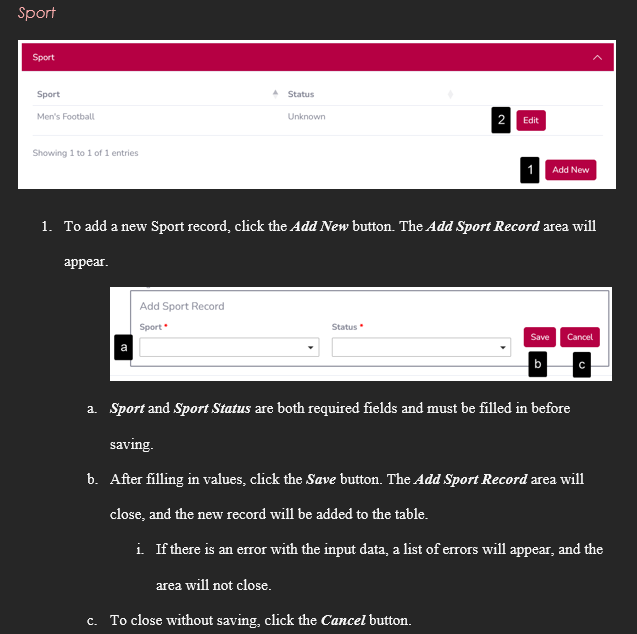 Sport
Sport
Sport Status
Men's Football Unknown 2 Edit
Showing 1 to 1 of 1 entries
1 Add New
1. To add a new Sport record, click the Add New button. The Add Sport Record area will
appear.
Add Sport Record
Sport * Status *
a Save Cancel
b c
a. Sport and Sport Status are both required fields and must be filled in before
saving.
b. After filling in values, click the Save button. The Add Sport Record area will
close, and the new record will be added to the table.
i. If there is an error with the input data, a list of errors will appear, and the
area will not close.
c. To close without saving, click the Cancel button.